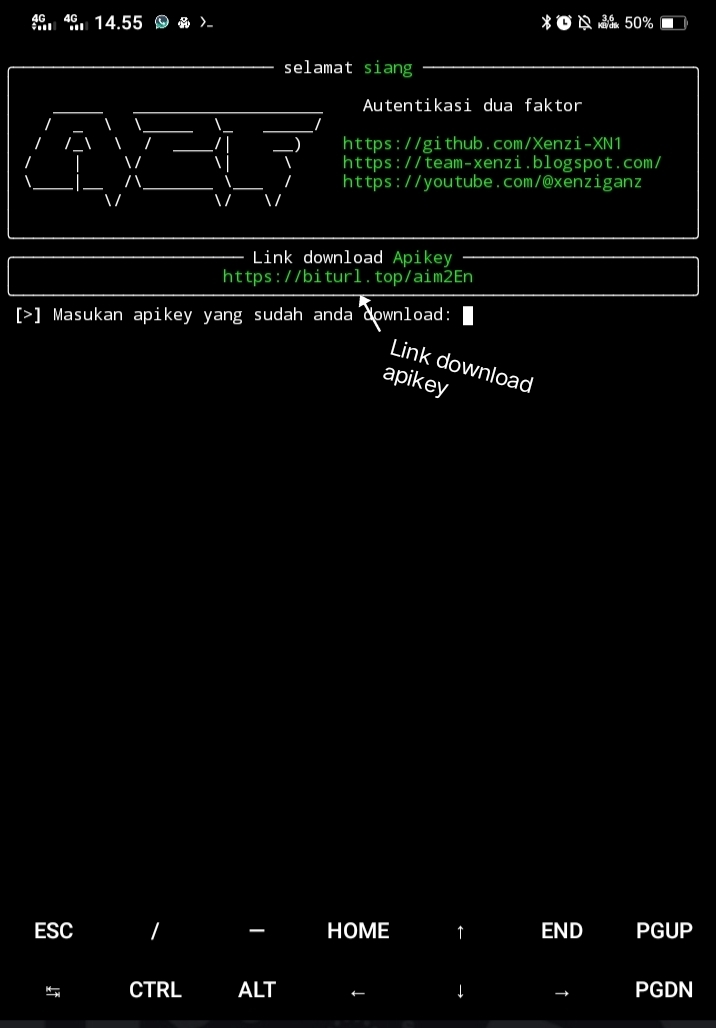 4G 4G 14.55 3,6 KB/dtk 50%
selamat siang
Autentikasi dua faktor
https://github.com/Xenzi-XN1
https://team-xenzi.blogspot.com/
https://youtube.com/@xenziganz
Link download Apikey
https://biturl.top/aim2En
[>] Masukan apikey yang sudah anda download:
Link download
apikey
ESC / — HOME ↑ END PGUP
↹ CTRL ALT ← ↓ → PGDN